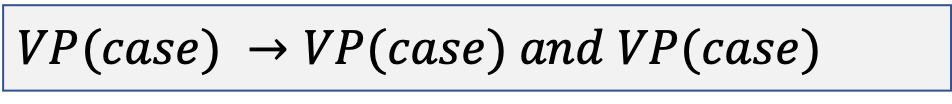 VP(case) → VP(case) and VP(case)